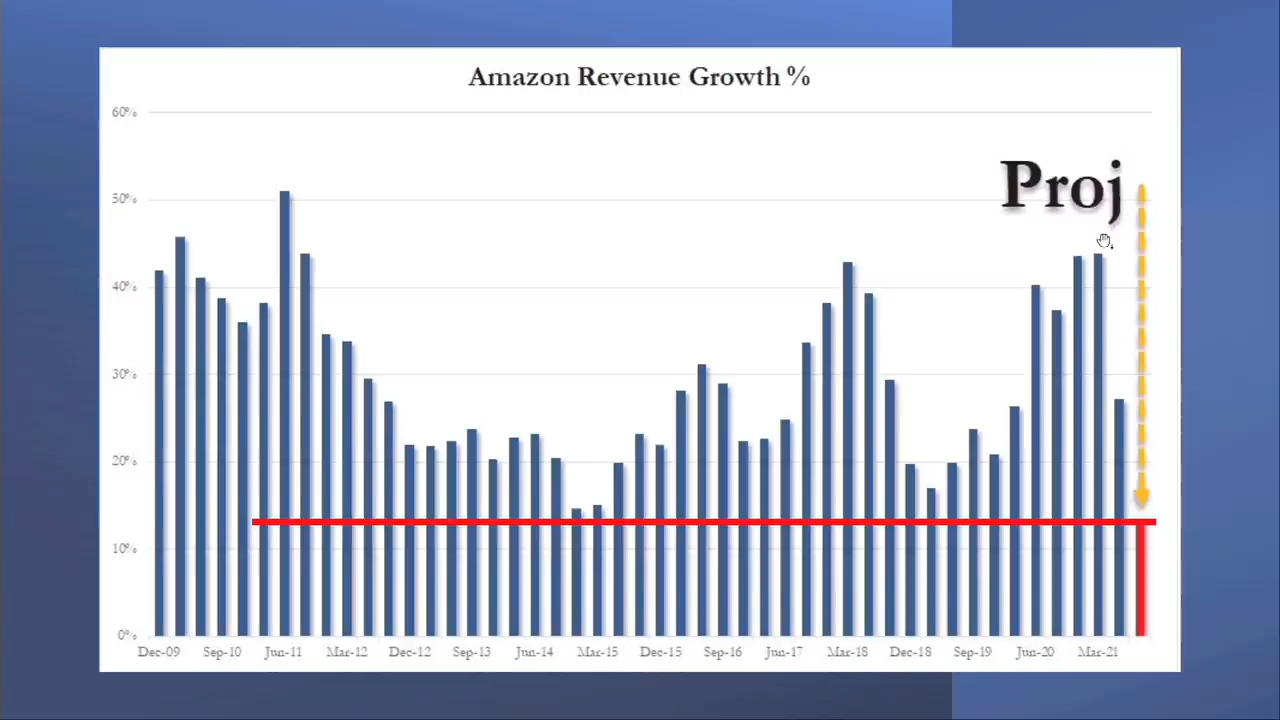 Amazon Revenue Growth %
60%
Proj
50%
40%
30%
20%
10%
0%
Dec-09 Sep-10 Jun-11 Mar-12 Dec-12 Sep-13 Jun-14 Mar-15 Dec-15 Sep-16 Jun-17 Mar-18 Dec-18 Sep-19 Jun-20 Mar-21